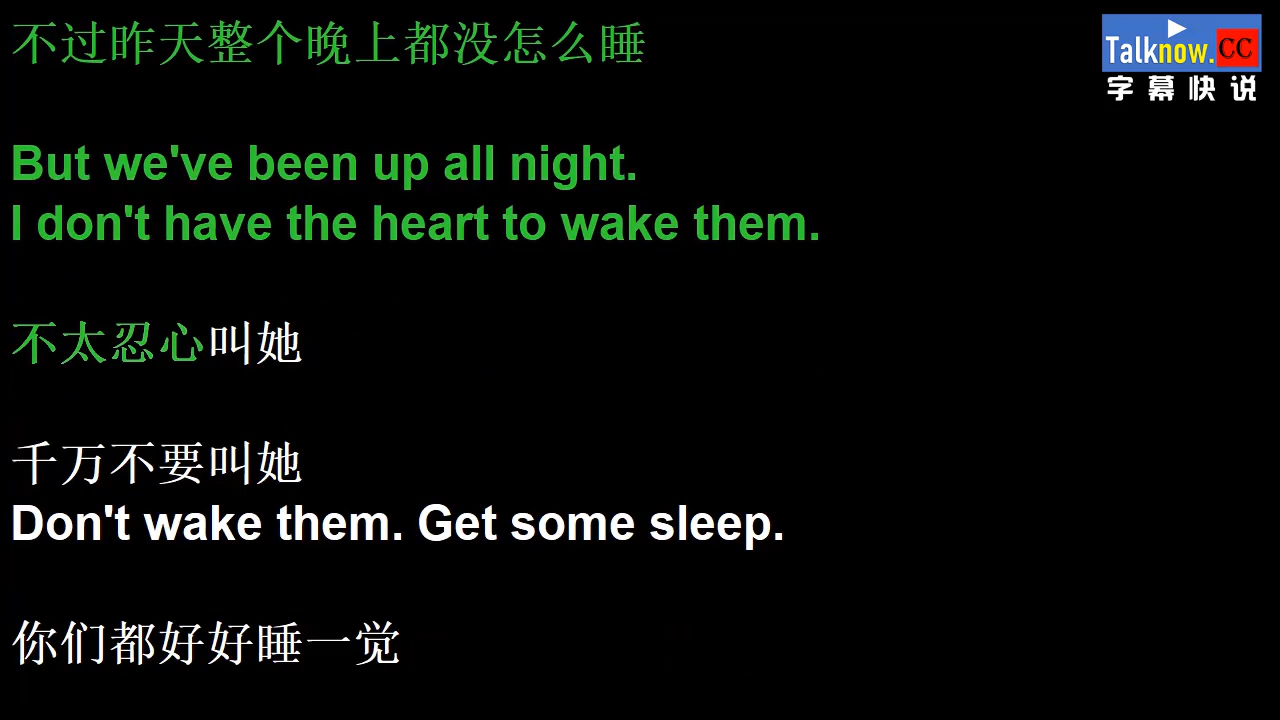 不过昨天整个晚上都没怎么睡
Talknow.CC
字幕快说
But we've been up all night.
I don't have the heart to wake them.
不太忍心叫她
千万不要叫她
Don't wake them. Get some sleep.
你们都好好睡一觉